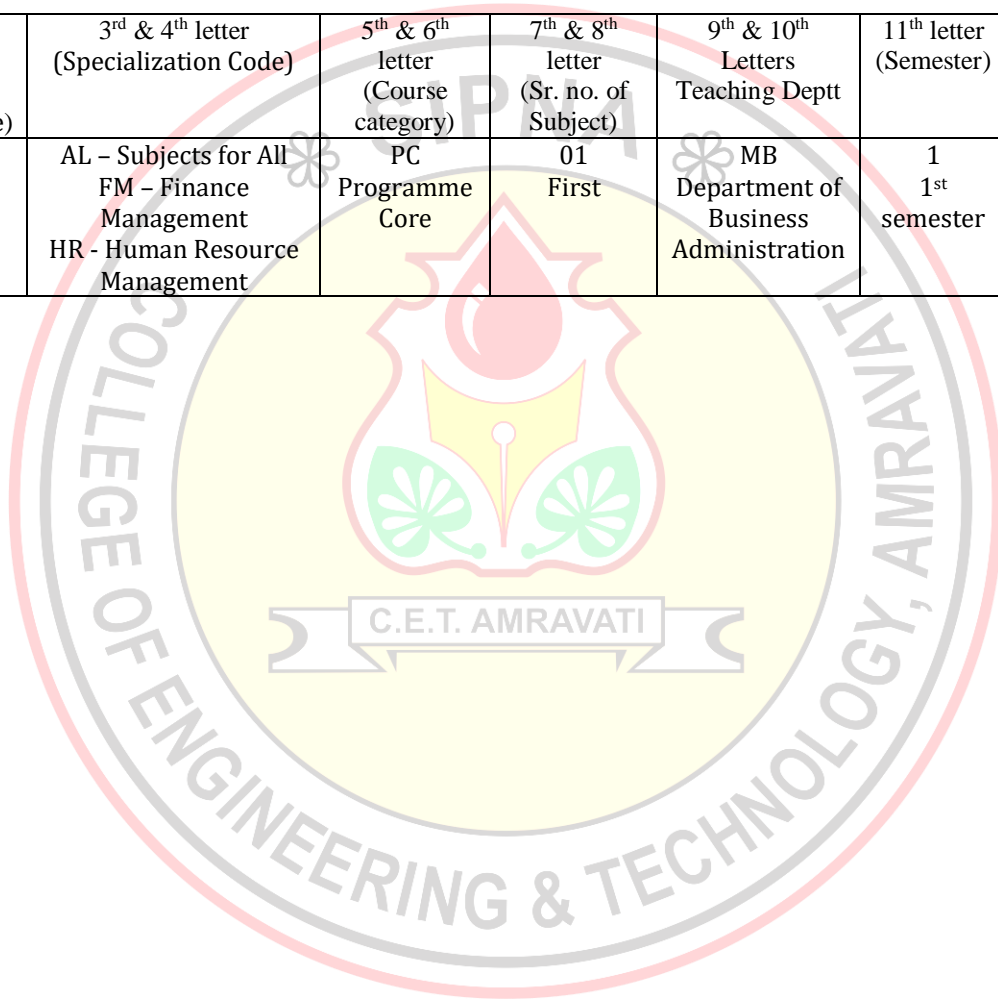 3rd & 4th letter
(Specialization Code)
5th & 6th
letter
(Course
category)
7th & 8th
letter
(Sr. no. of
Subject)
9th & 10th
Letters
Teaching Deptt
11th letter
(Semester)
e)
AL – Subjects for All
FM – Finance
Management
HR - Human Resource
Management
PC
Programme
Core
01
First
MB
Department of
Business
Administration
1
1st
semester
SIPNA
COLLEGE OF ENGINEERING & TECHNOLOGY, AMRAVATI
C.E.T. AMRAVATI